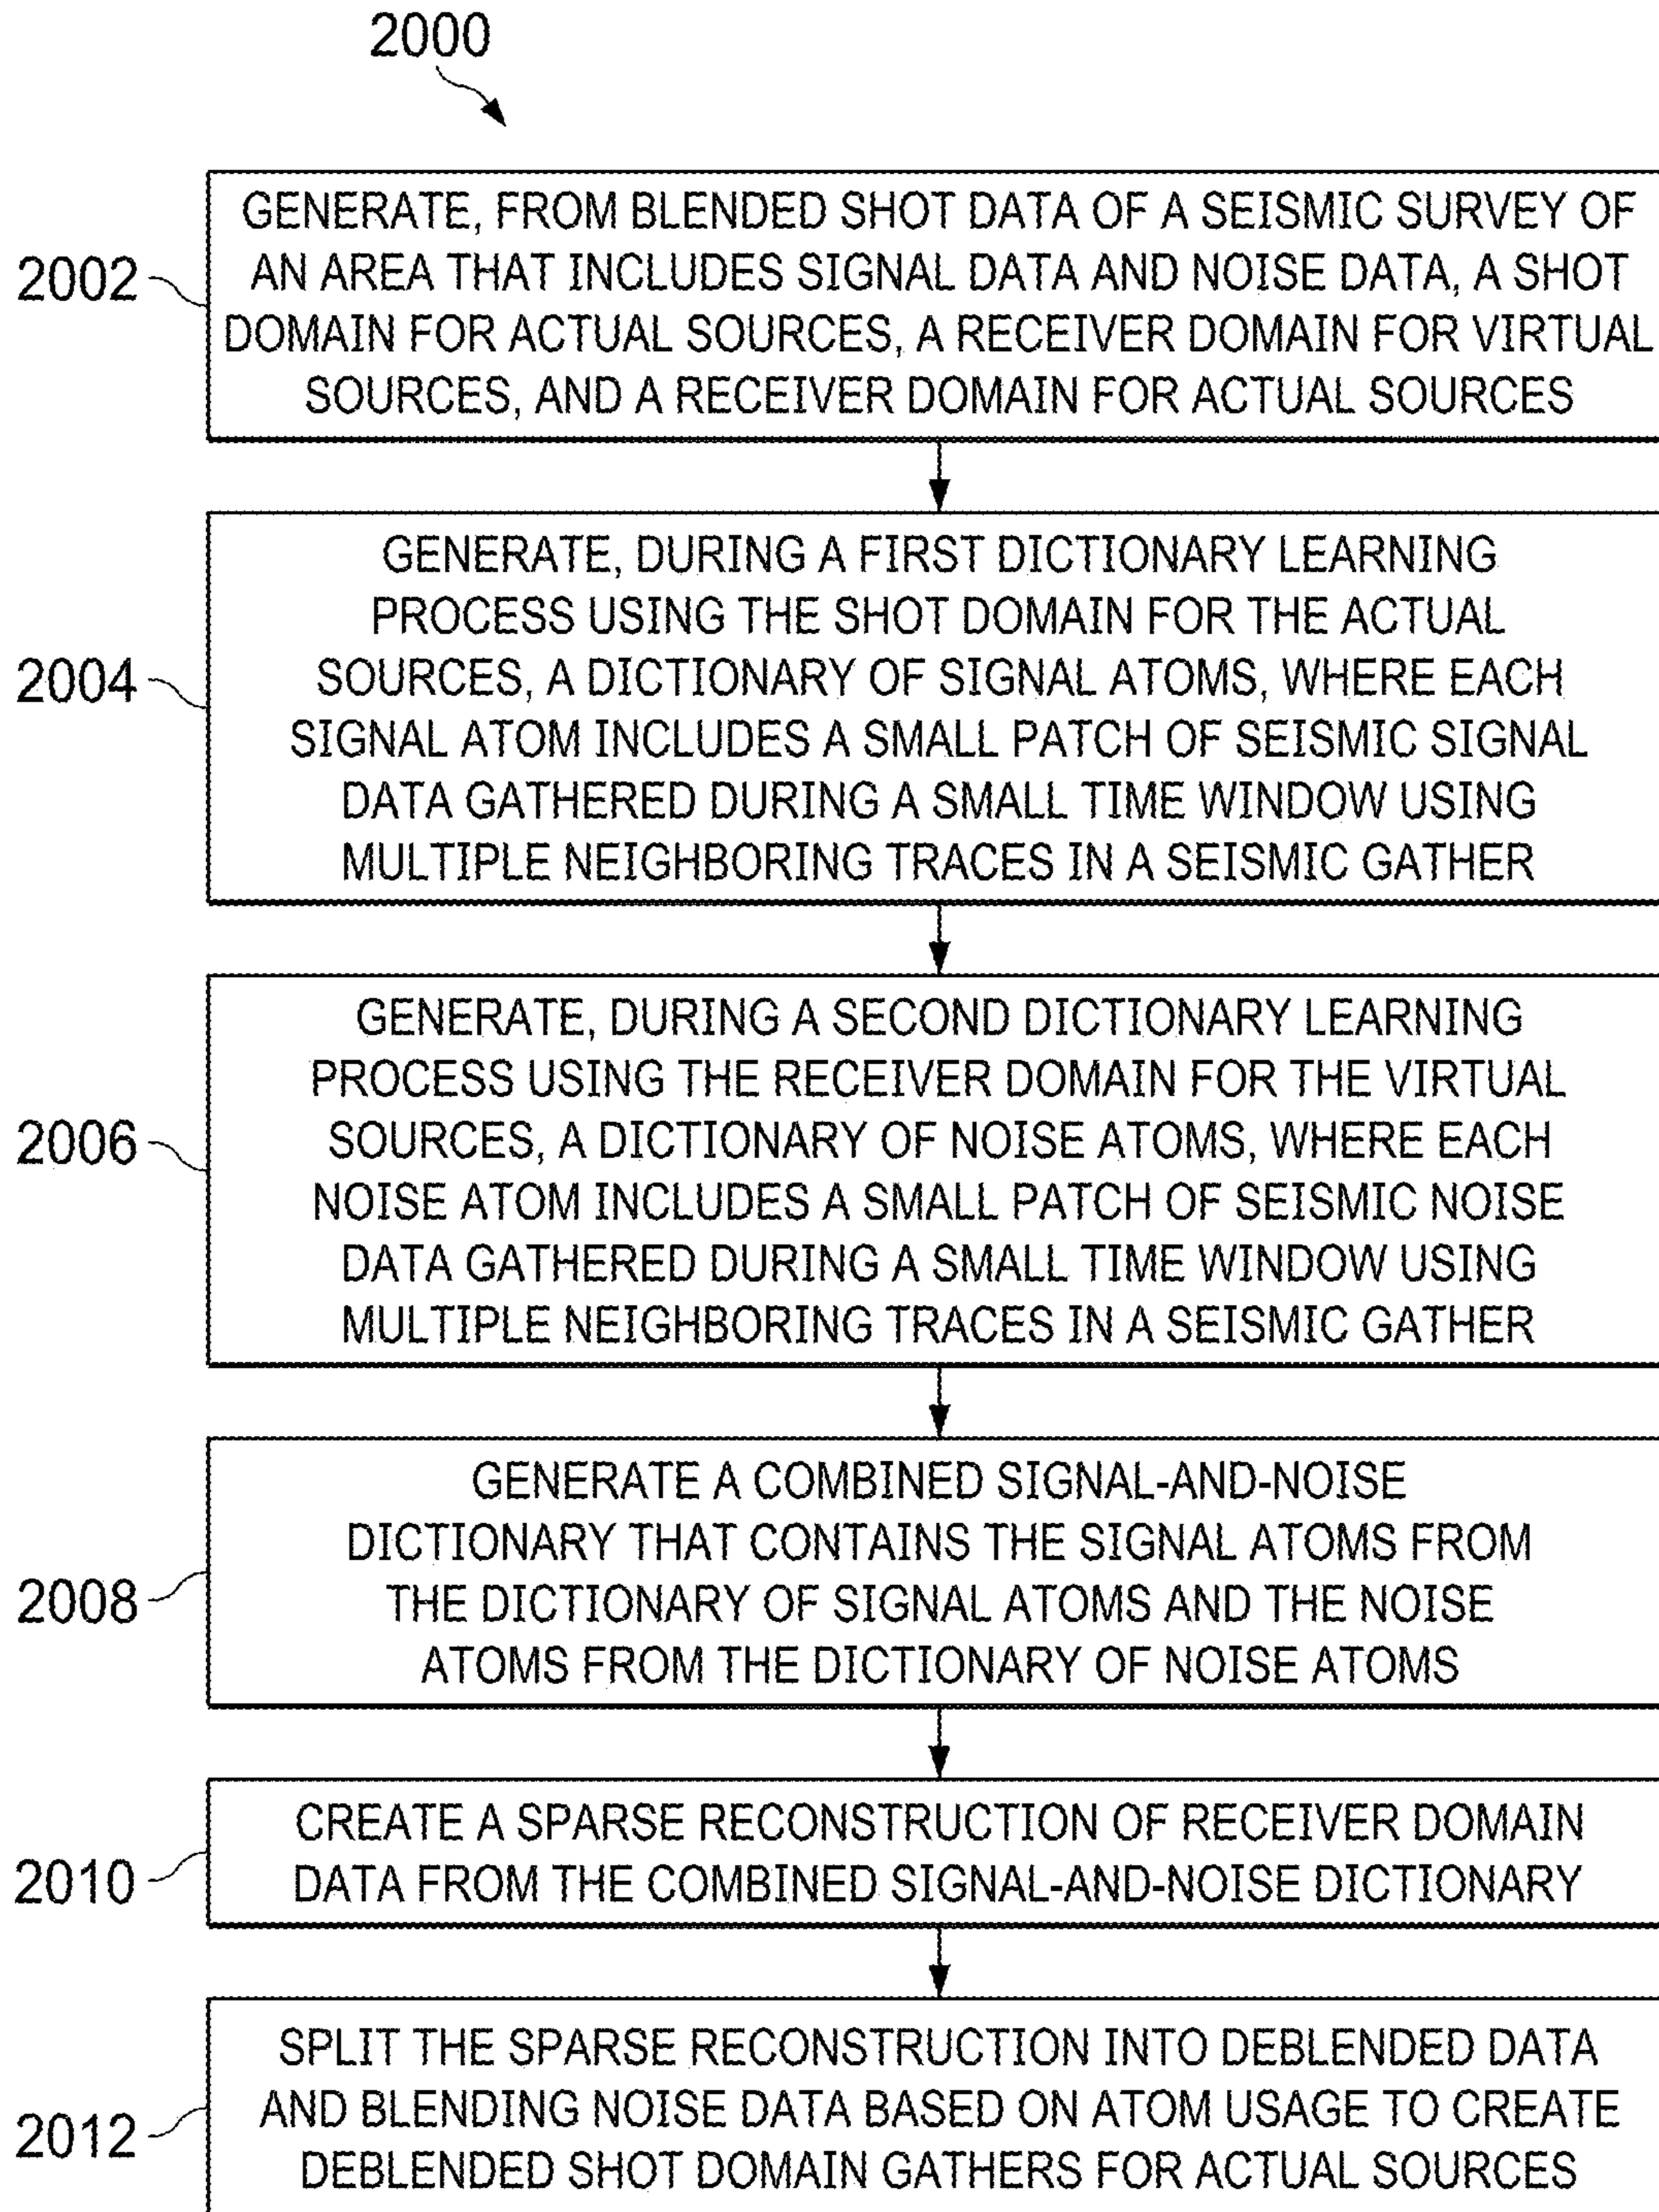 2000
2002
GENERATE, FROM BLENDED SHOT DATA OF A SEISMIC SURVEY OF
AN AREA THAT INCLUDES SIGNAL DATA AND NOISE DATA, A SHOT
DOMAIN FOR ACTUAL SOURCES, A RECEIVER DOMAIN FOR VIRTUAL
SOURCES, AND A RECEIVER DOMAIN FOR ACTUAL SOURCES
2004
GENERATE, DURING A FIRST DICTIONARY LEARNING
PROCESS USING THE SHOT DOMAIN FOR THE ACTUAL
SOURCES, A DICTIONARY OF SIGNAL ATOMS, WHERE EACH
SIGNAL ATOM INCLUDES A SMALL PATCH OF SEISMIC SIGNAL
DATA GATHERED DURING A SMALL TIME WINDOW USING
MULTIPLE NEIGHBORING TRACES IN A SEISMIC GATHER
2006
GENERATE, DURING A SECOND DICTIONARY LEARNING
PROCESS USING THE RECEIVER DOMAIN FOR THE VIRTUAL
SOURCES, A DICTIONARY OF NOISE ATOMS, WHERE EACH
NOISE ATOM INCLUDES A SMALL PATCH OF SEISMIC NOISE
DATA GATHERED DURING A SMALL TIME WINDOW USING
MULTIPLE NEIGHBORING TRACES IN A SEISMIC GATHER
2008
GENERATE A COMBINED SIGNAL-AND-NOISE
DICTIONARY THAT CONTAINS THE SIGNAL ATOMS FROM
THE DICTIONARY OF SIGNAL ATOMS AND THE NOISE
ATOMS FROM THE DICTIONARY OF NOISE ATOMS
2010
CREATE A SPARSE RECONSTRUCTION OF RECEIVER DOMAIN
DATA FROM THE COMBINED SIGNAL-AND-NOISE DICTIONARY
2012
SPLIT THE SPARSE RECONSTRUCTION INTO DEBLENDED DATA
AND BLENDING NOISE DATA BASED ON ATOM USAGE TO CREATE
DEBLENDED SHOT DOMAIN GATHERS FOR ACTUAL SOURCES